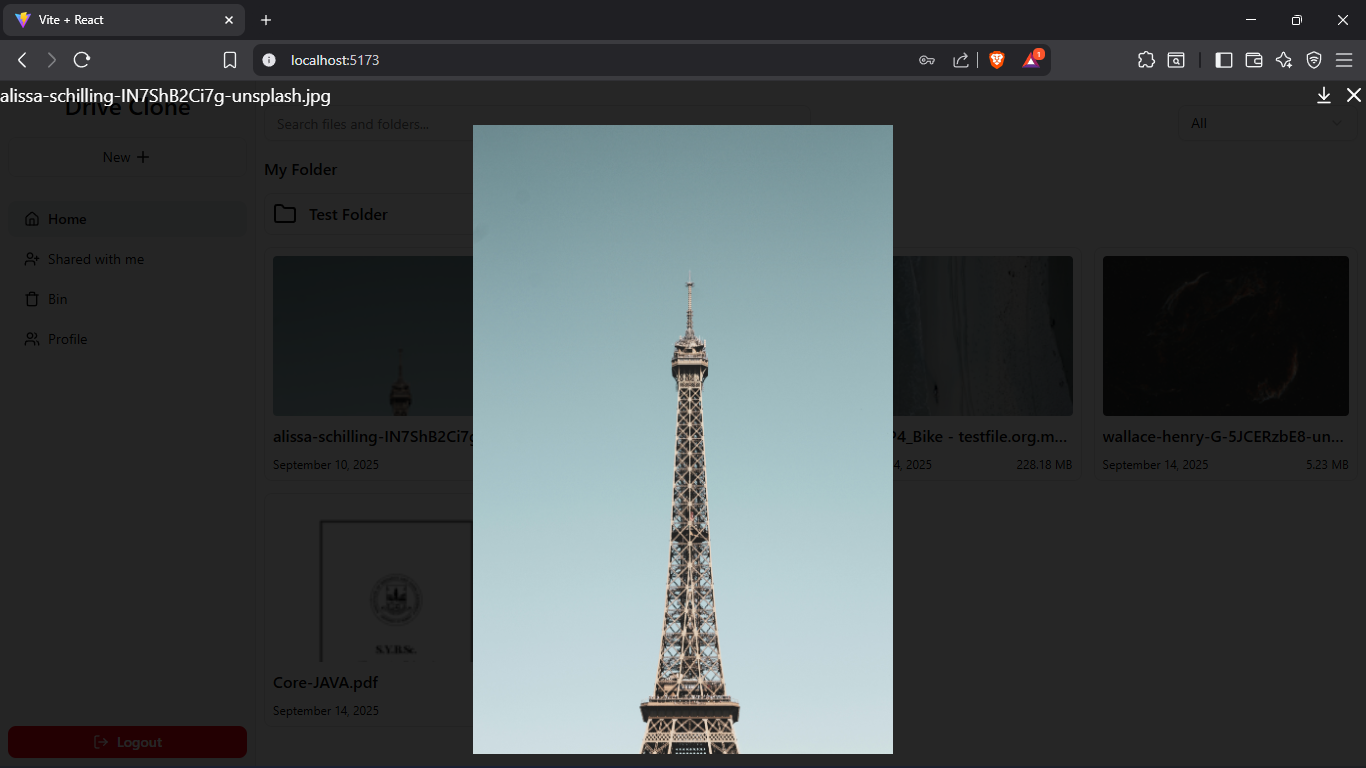 Vite + React
localhost:5173
1
alissa-schilling-IN7ShB2Ci7g-unsplash.jpg
Drive Clone
Search files and folders...
All
New
My Folder
Test Folder
Home
Shared with me
Bin
Profile
alissa-schilling-IN7ShB2Ci7g
P4_Bike - testfile.org.m...
wallace-henry-G-5JCERzbE8-un...
September 10, 2025
4, 2025
228.18 MB
September 14, 2025
5.23 MB
S.Y.B.Sc.
Core-JAVA.pdf
September 14, 2025
Logout